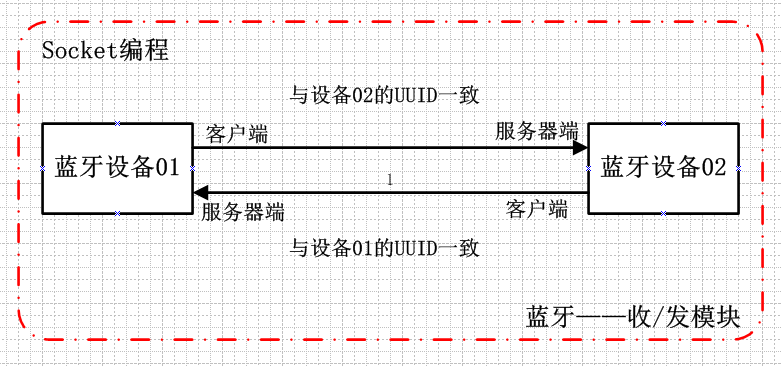 Socket编程
与设备02的UUID一致
客户端
服务器端
蓝牙设备01
蓝牙设备02
1
服务器端
客户端
与设备01的UUID一致
蓝牙——收/发模块